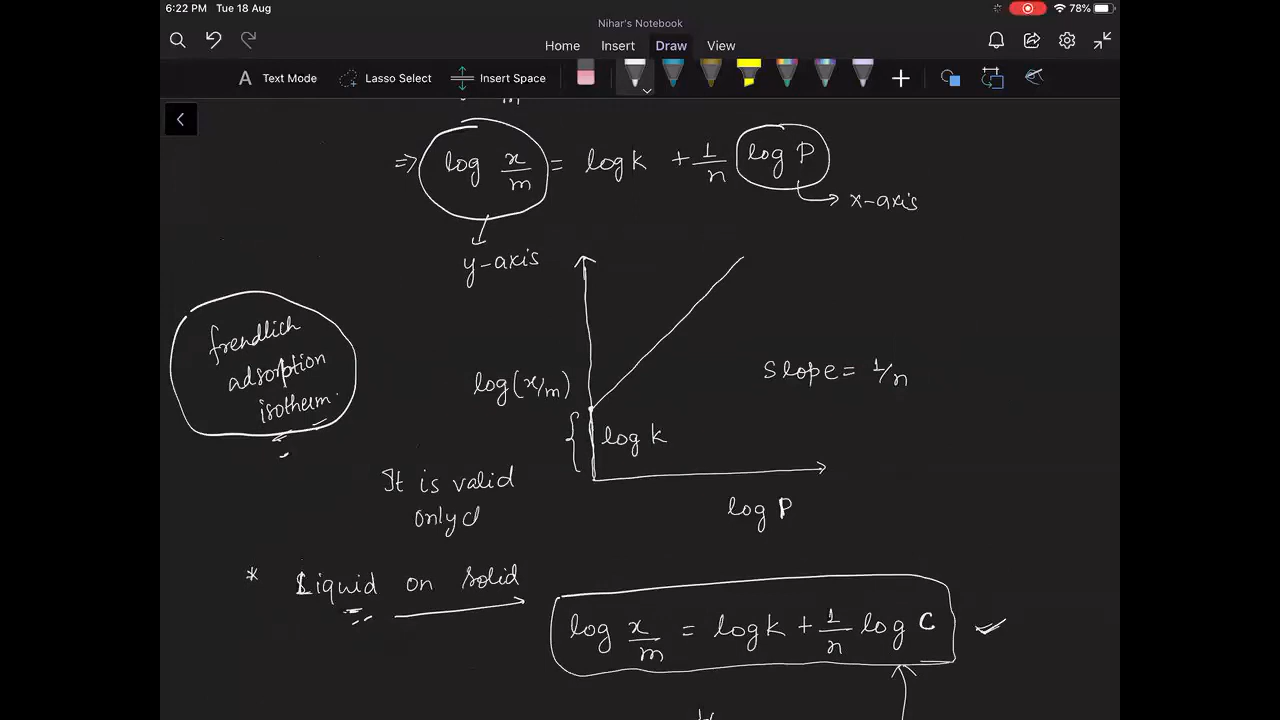 6:22 PM Tue 18 Aug
78%
Nihar's Notebook
Home Insert Draw View
A Text Mode Lasso Select Insert Space
m
⇒ log x/m = log k + 1/n log P
x-axis
y-axis
frendlich
adsorption
isotherm.
log(x/m)
slope = 1/n
log k
It is valid
only
log P
* Liquid on solid
log x/m = log k + 1/n log C